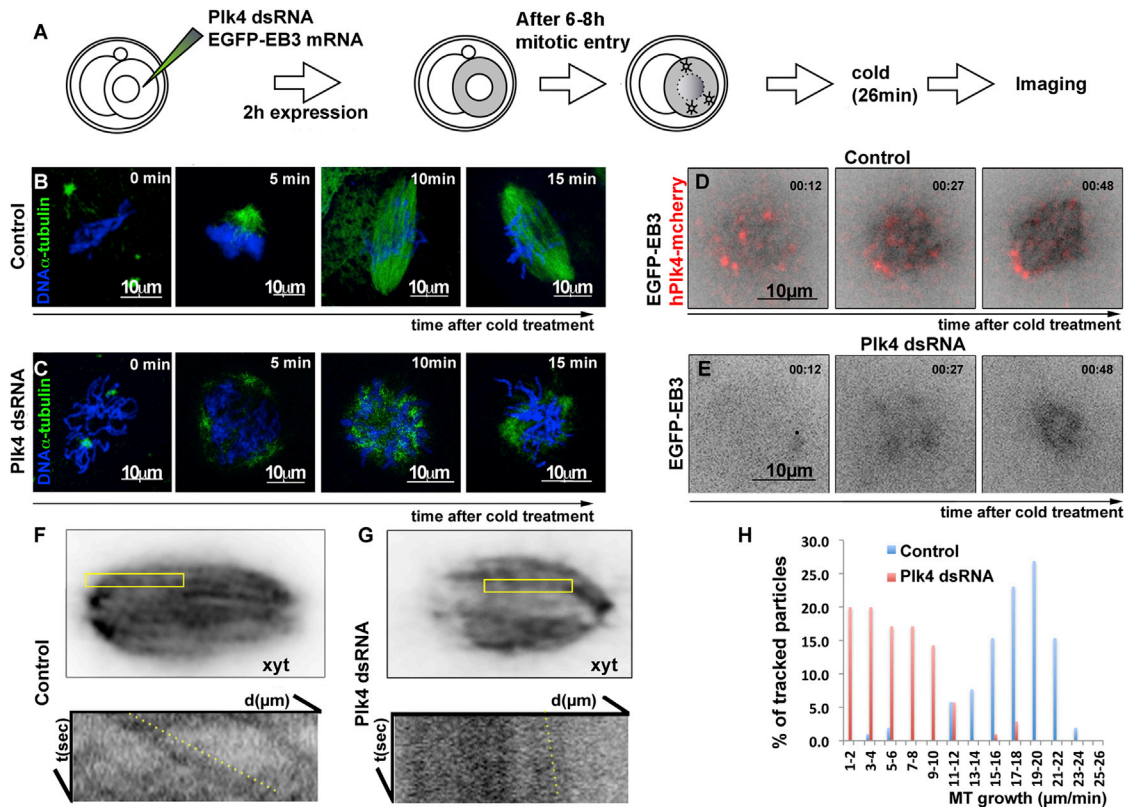 A
Plk4 dsRNA
EGFP-EB3 mRNA
2h expression
After 6-8h
mitotic entry
cold
(26min)
Imaging
B
Control
DNAα-tubulin
0 min
5 min
10min
15 min
10µm
10µm
10µm
10µm
time after cold treatment
C
Plk4 dsRNA
DNAα-tubulin
0 min
5 min
10min
15 min
10µm
10µm
10µm
10µm
time after cold treatment
Control
D
EGFP-EB3
hPlk4-mcherry
00:12
00:27
00:48
10µm
time after cold treatment
Plk4 dsRNA
E
EGFP-EB3
00:12
00:27
00:48
10µm
time after cold treatment
F
Control
xyt
d(µm)
t(sec)
G
Plk4 dsRNA
xyt
d(µm)
t(sec)
H
Control
Plk4 dsRNA
% of tracked particles
30.0
25.0
20.0
15.0
10.0
5.0
0.0
1-2
3-4
5-6
7-8
9-10
11-12
13-14
15-16
17-18
19-20
21-22
23-24
25-26
MT growth (µm/min)